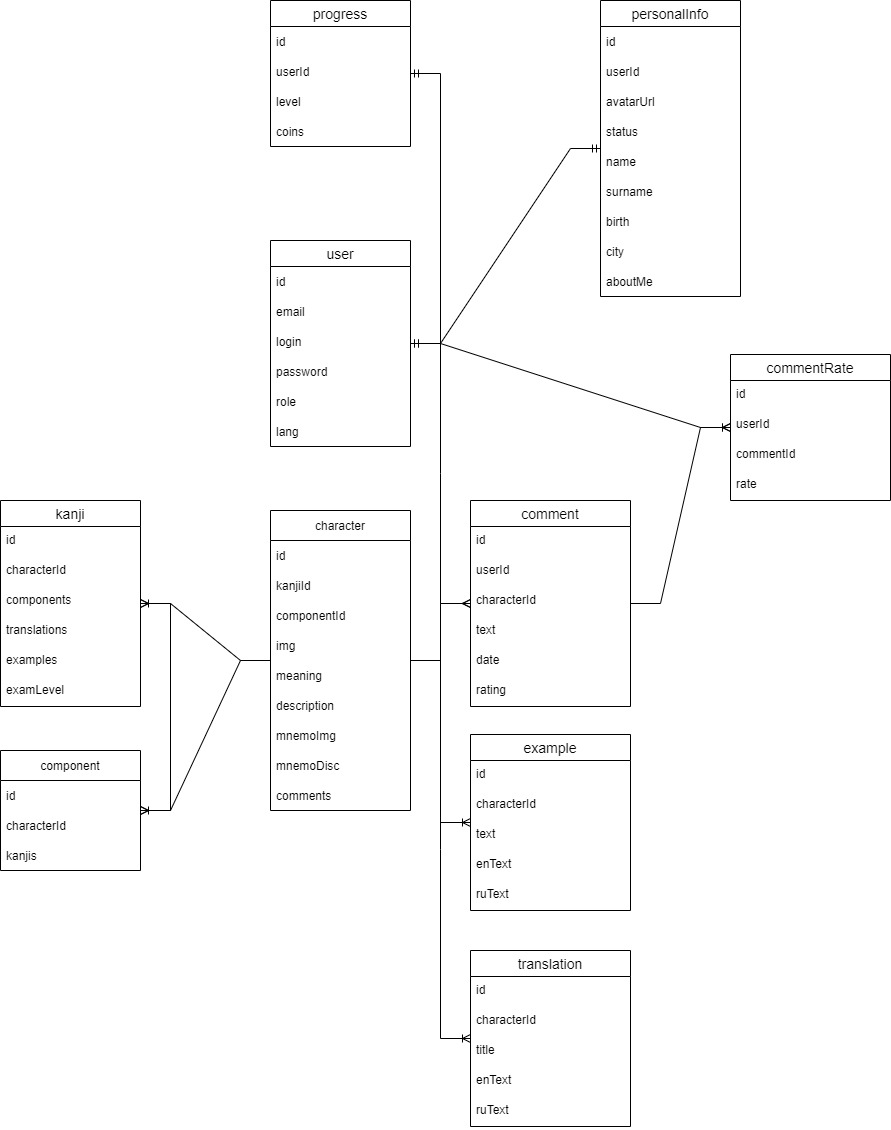 progress
id
userId
level
coins
personalInfo
id
userId
avatarUrl
status
name
surname
birth
city
aboutMe
user
id
email
login
password
role
lang
commentRate
id
userId
commentId
rate
kanji
id
characterId
components
translations
examples
examLevel
character
id
kanjiId
componentId
img
meaning
description
mnemoImg
mnemoDisc
comments
comment
id
userId
characterId
text
date
rating
component
id
characterId
kanjis
example
id
characterId
text
enText
ruText
translation
id
characterId
title
enText
ruText